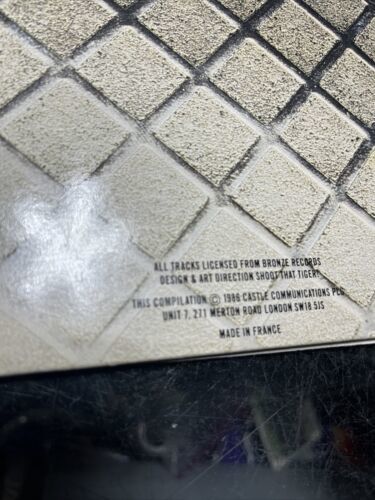 ALL TRACKS LICENSED FROM BRONZE RECORDS
DESIGN & ART DIRECTION SHOOT THAT TIGER!
THIS COMPILATION © 1986 CASTLE COMMUNICATIONS PLC
UNIT 7, 271 MERTON ROAD LONDON SW18 5JS
MADE IN FRANCE